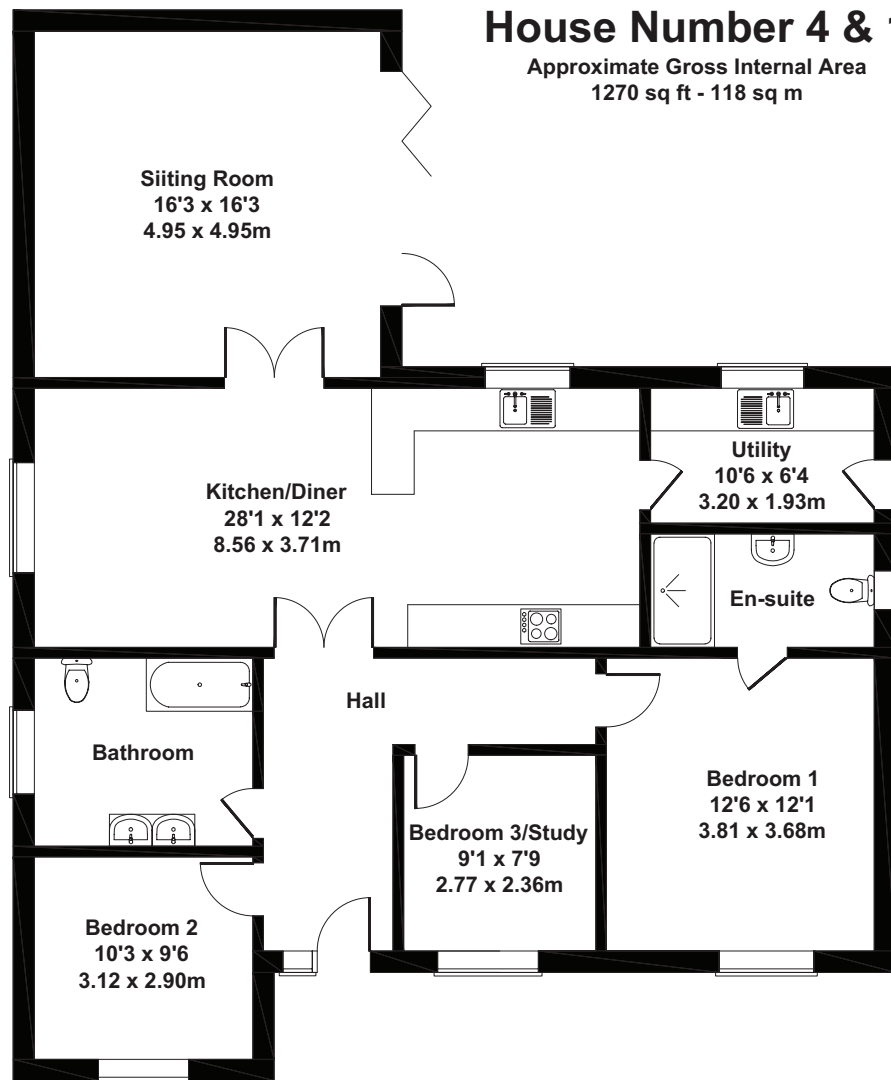 House Number 4 &
Approximate Gross Internal Area
1270 sq ft - 118 sq m
Siiting Room
16'3 x 16'3
4.95 x 4.95m
Kitchen/Diner
28'1 x 12'2
8.56 x 3.71m
Utility
10'6 x 6'4
3.20 x 1.93m
En-suite
Hall
Bathroom
Bedroom 1
12'6 x 12'1
3.81 x 3.68m
Bedroom 3/Study
9'1 x 7'9
2.77 x 2.36m
Bedroom 2
10'3 x 9'6
3.12 x 2.90m